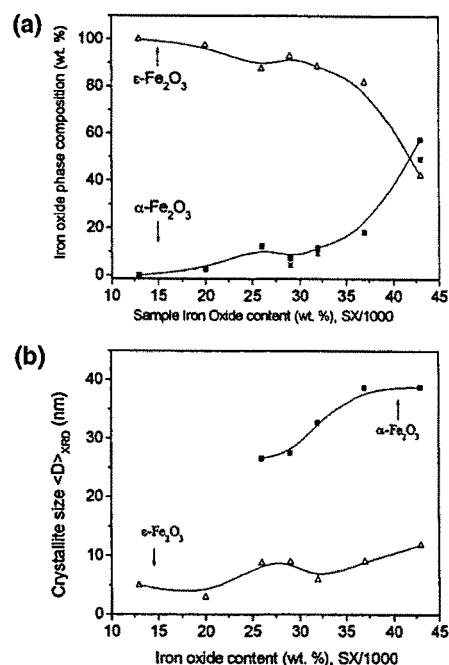 (a)
Iron oxide phase composition (wt. %)
100
80
60
40
20
0
ε-Fe₂O₃
α-Fe₂O₃
10 15 20 25 30 35 40 45
Sample Iron Oxide content (wt. %), SX/1000
(b)
Crystallite size <D>XRD (nm)
40
30
20
10
0
α-Fe₂O₃
ε-Fe₂O₃
10 15 20 25 30 35 40 45
Iron oxide content (wt. %), SX/1000